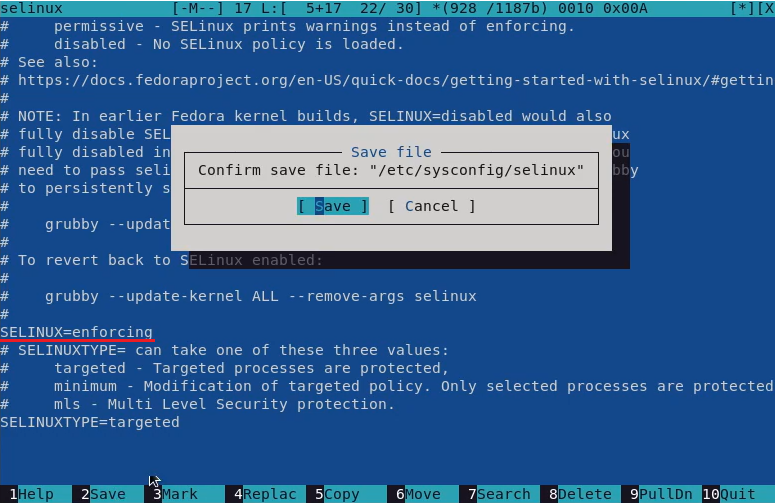 selinux [-M--] 17 L:[ 5+17 22/ 30] *(928 /1187b) 0010 0x00A [*][X
# permissive - SELinux prints warnings instead of enforcing.
# disabled - No SELinux policy is loaded.
# See also:
# https://docs.fedoraproject.org/en-US/quick-docs/getting-started-with-selinux/#gettin
#
# NOTE: In earlier Fedora kernel builds, SELINUX=disabled would also
# fully disable SEL ux
# fully disabled in ou
# need to pass seli bby
# to persistently s
#
# grubby --updat
#
Save file
Confirm save file: "/etc/sysconfig/selinux"
[ Save ] [ Cancel ]
# To revert back to SELinux enabled:
#
# grubby --update-kernel ALL --remove-args selinux
#
SELINUX=enforcing
# SELINUXTYPE= can take one of these three values:
# targeted - Targeted processes are protected,
# minimum - Modification of targeted policy. Only selected processes are protected
# mls - Multi Level Security protection.
SELINUXTYPE=targeted
1Help 2Save 3Mark 4Replac 5Copy 6Move 7Search 8Delete 9PullDn 10Quit